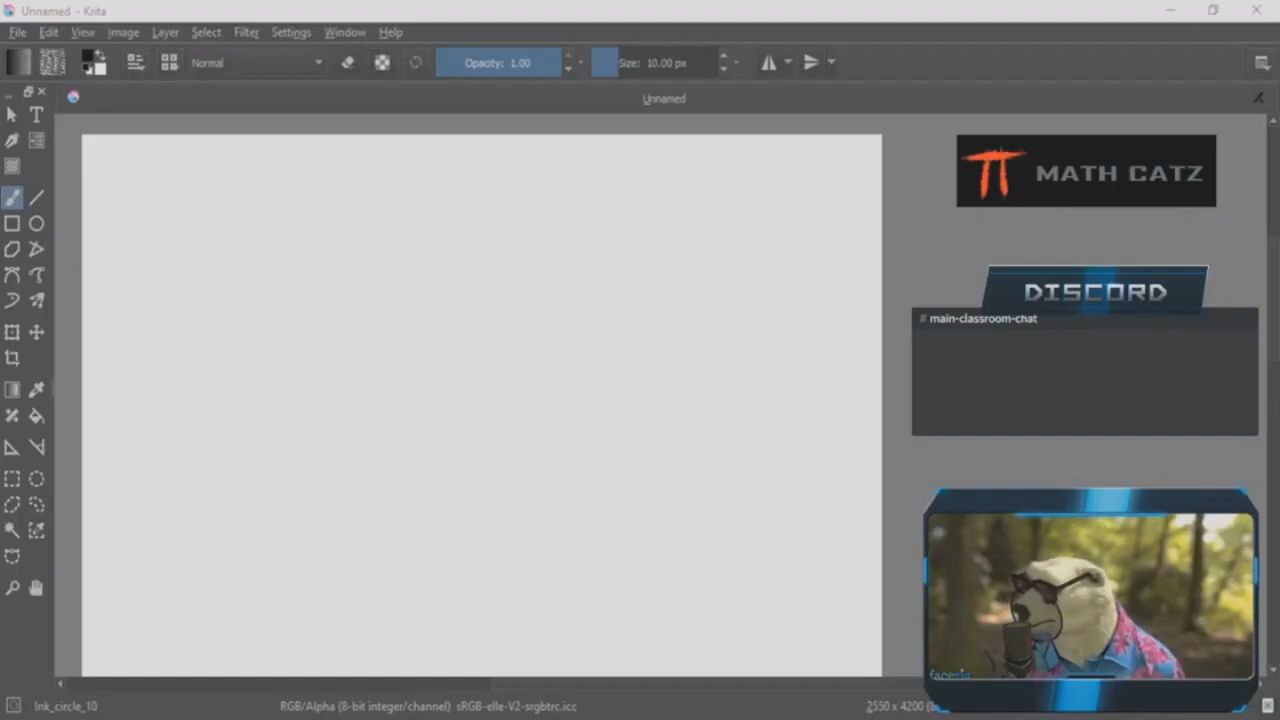 Unnamed - Krita
File Edit View Image Layer Select Filter Settings Window Help
Normal Opacity: 1.00 Size: 10.00 px
Unnamed
MATH CATZ
DISCORD
# main-classroom-chat
facerig
Ink_circle_10 RGB/Alpha (8-bit integer/channel) sRGB-elle-V2-srgbtrc.icc 2550 x 4200